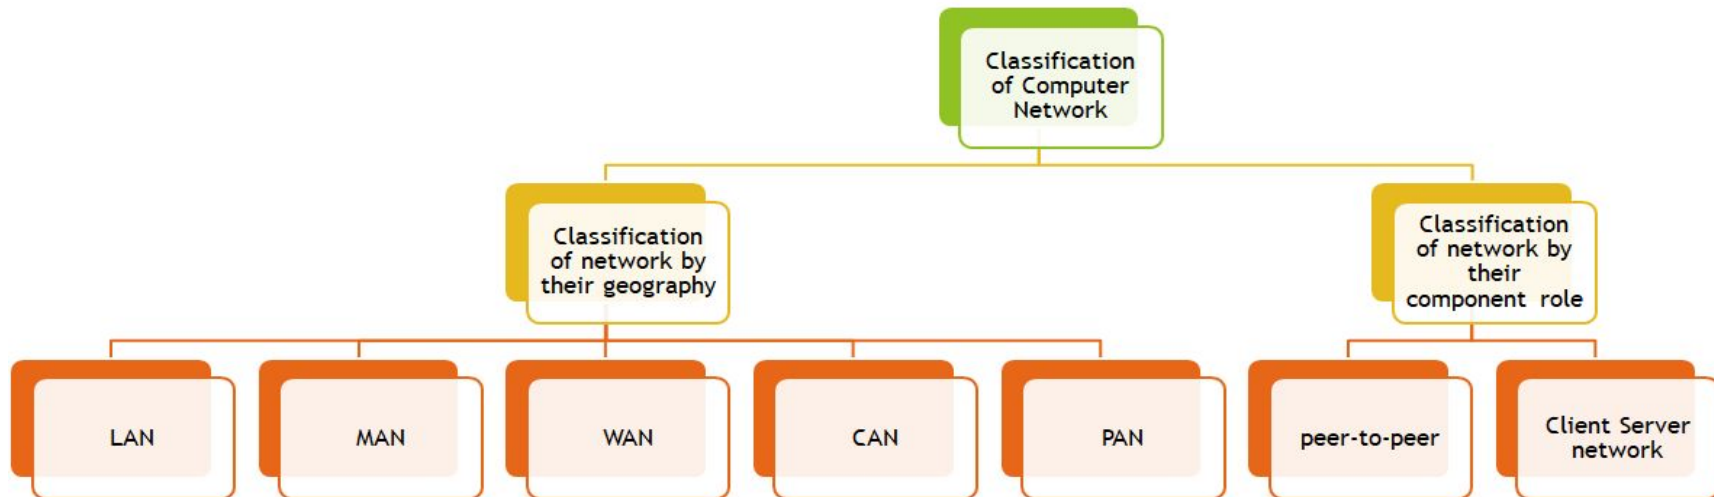 Classification
of Computer
Network
Classification
of network by
their geography
Classification
of network by
their
component role
LAN
MAN
WAN
CAN
PAN
peer-to-peer
Client Server
network